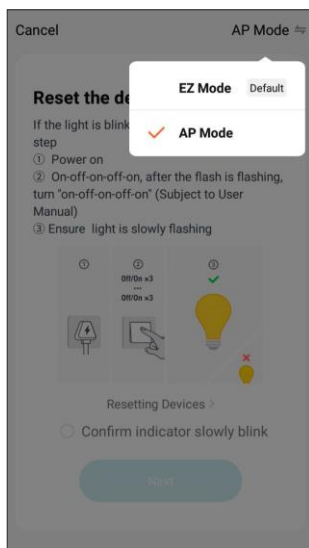 Cancel
AP Mode ⇋
EZ Mode Default
AP Mode
Reset the de
If the light is blink
step
① Power on
② On-off-on-off-on, after the flash is flashing,
turn "on-off-on-off-on" (Subject to User
Manual)
③ Ensure light is slowly flashing
① ② ③
Off/On ×3
...
Off/On ×3
Resetting Devices >
Confirm indicator slowly blink
Next